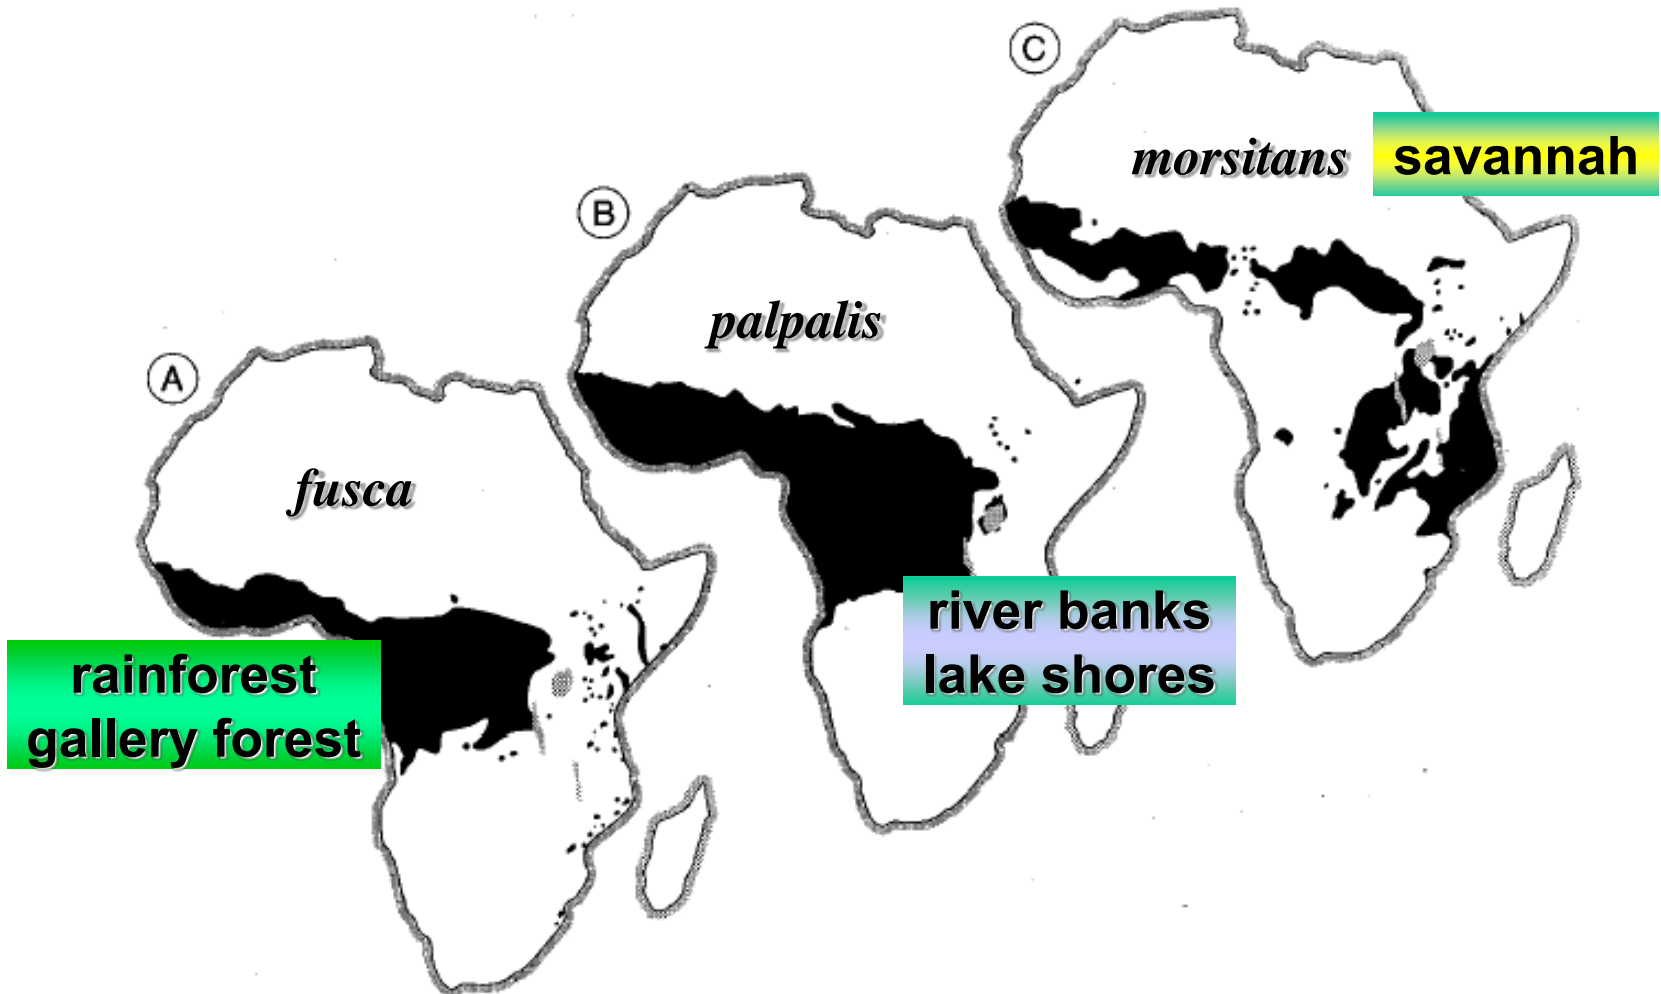 C
morsitans
savannah
B
palpalis
A
fusca
river banks
lake shores
rainforest
gallery forest